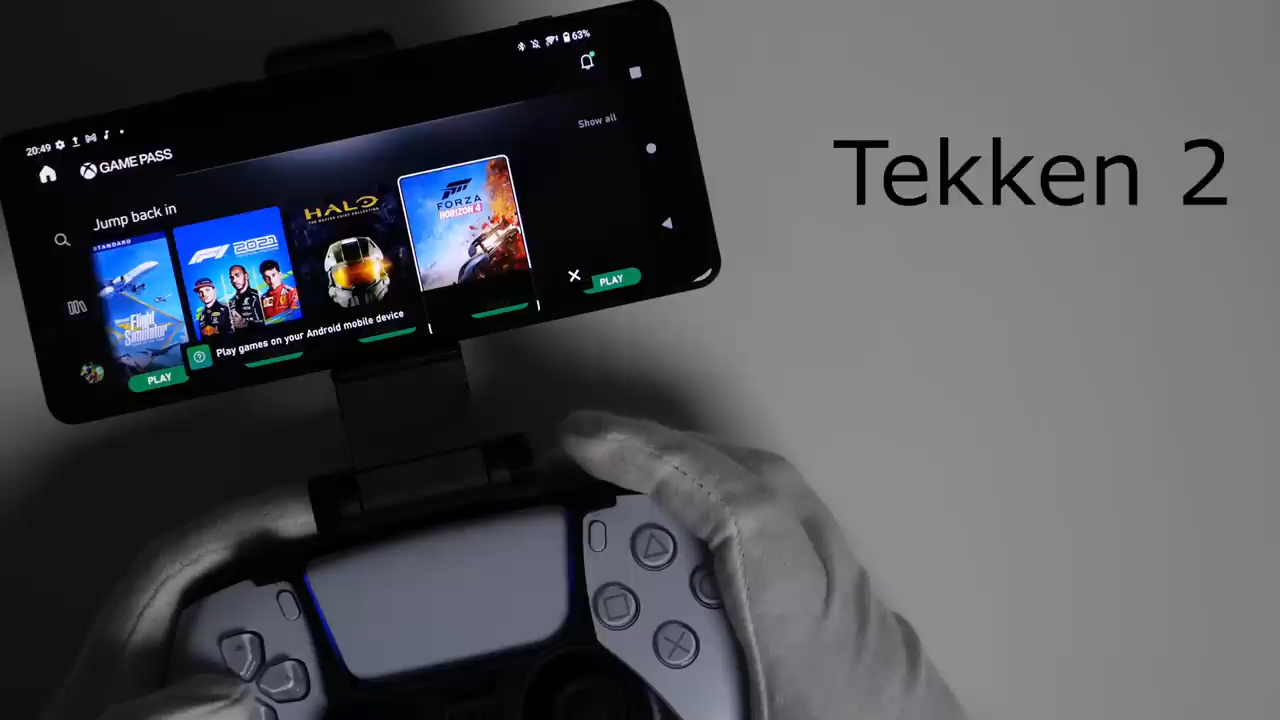 63%
20:49
GAME PASS
Show all
Jump back in
STANDARD
Flight
Simulator
F1 2021
HALO
THE MASTER CHIEF COLLECTION
FORZA
HORIZON 4
PLAY
Play games on your Android mobile device
PLAY
Tekken 2